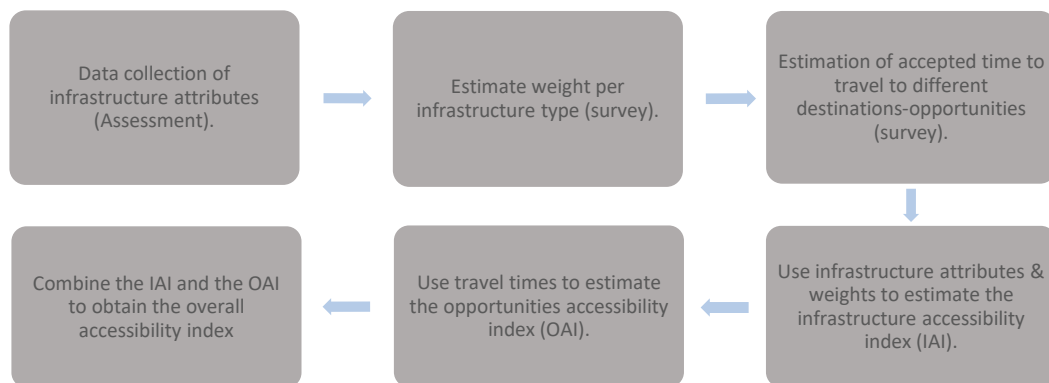 Data collection of
infrastructure attributes
(Assessment).
Estimate weight per
infrastructure type (survey).
Estimation of accepted time to
travel to different
destinations-opportunities
(survey).
Use infrastructure attributes &
weights to estimate the
infrastructure accessibility
index (IAI).
Use travel times to estimate
the opportunities accessibility
index (OAI).
Combine the IAI and the OAI
to obtain the overall
accessibility index